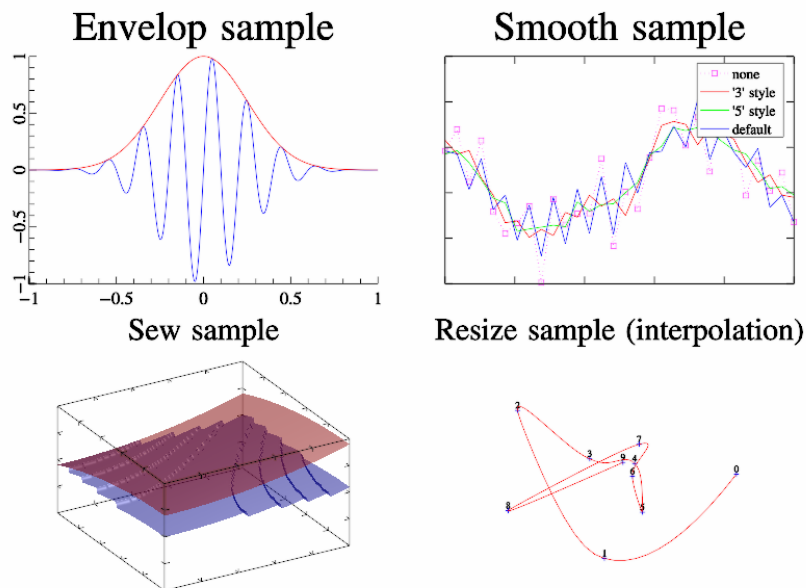 Envelop sample
1
0.5
0
−0.5
−1
−1
−0.5
0
0.5
1
Smooth sample
none
'3' style
'5' style
default
Sew sample
Resize sample (interpolation)
2
7
3
9 4
6
0
8
5
1